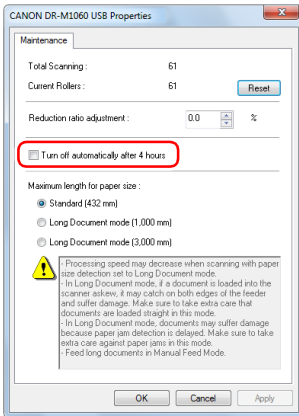 CANON DR-M1060 USB Properties
Maintenance
Total Scanning : 61
Current Rollers : 61 Reset
Reduction ratio adjustment : 0.0 %
Turn off automatically after 4 hours
Maximum length for paper size :
Standard (432 mm)
Long Document mode (1,000 mm)
Long Document mode (3,000 mm)
- Processing speed may decrease when scanning with paper
size detection set to Long Document mode.
- In Long Document mode, if a document is loaded into the
scanner askew, it may catch on both edges of the feeder
and suffer damage. Make sure to take extra care that
documents are loaded straight in this mode.
- In Long Document mode, documents may suffer damage
because paper jam detection is delayed. Make sure to take
extra care against paper jams in this mode.
- Feed long documents in Manual Feed Mode.
OK Cancel Apply